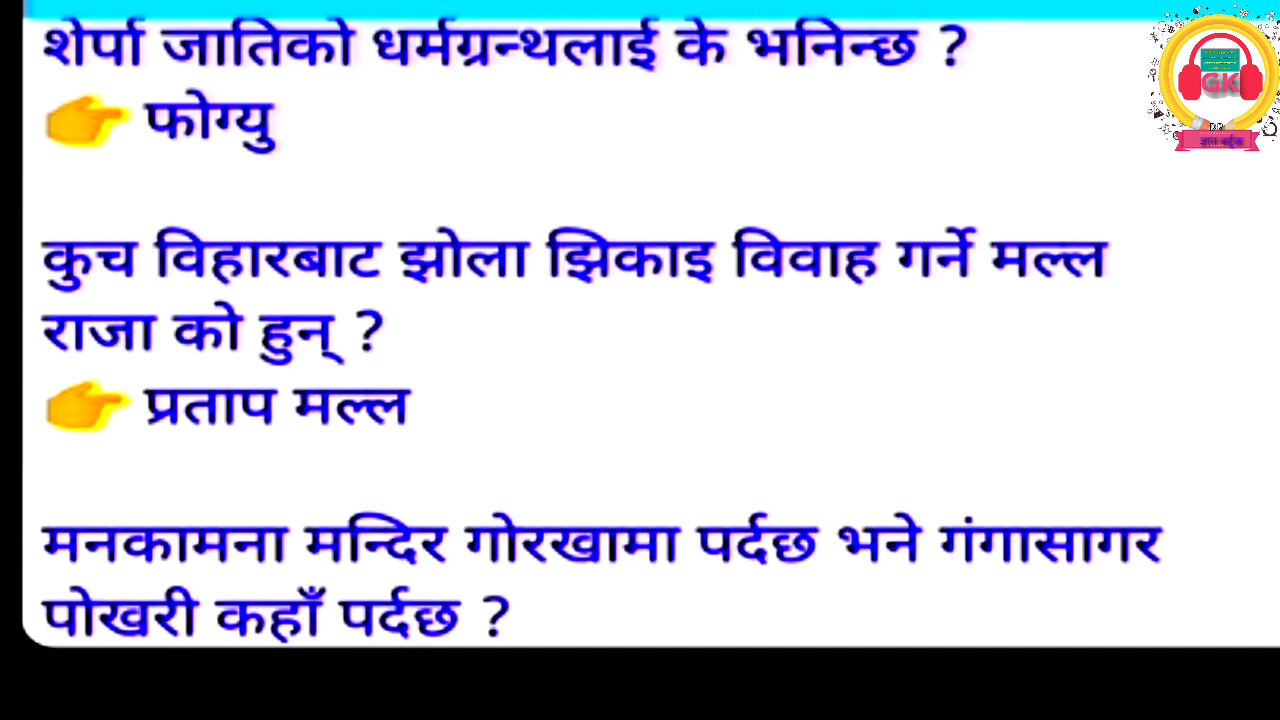 शेर्पा जातिको धर्मग्रन्थलाई के भनिन्छ ?
👉 फोग्यु
कुच विहारबाट झोला झिकाइ विवाह गर्ने मल्ल
राजा को हुन् ?
👉 प्रताप मल्ल
मनकामना मन्दिर गोरखामा पर्दछ भने गंगासागर
पोखरी कहाँ पर्दछ ?
GK